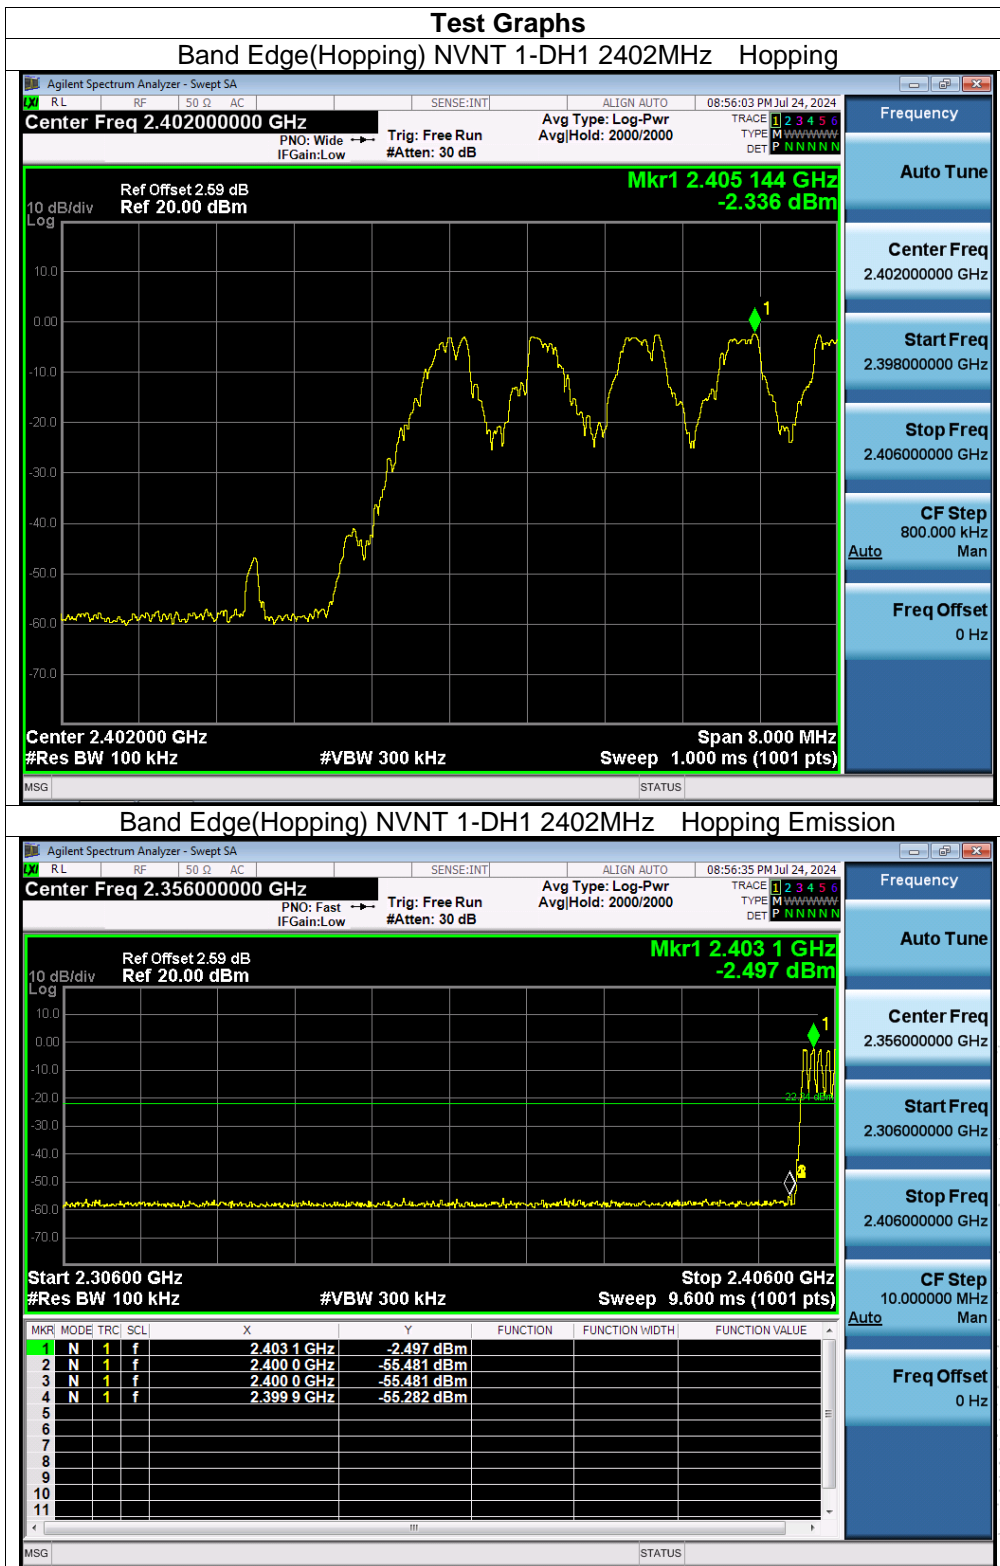 Test Graphs
Band Edge(Hopping) NVNT 1-DH1 2402MHz Hopping
Agilent Spectrum Analyzer - Swept SA
LXI RL RF 50 Ω AC SENSE:INT ALIGN AUTO 08:56:03 PM Jul 24, 2024
Center Freq 2.402000000 GHz
PNO: Wide
IFGain:Low
Trig: Free Run
#Atten: 30 dB
Avg Type: Log-Pwr
Avg|Hold: 2000/2000
TRACE 1 2 3 4 5 6
TYPE M WWWWW
DET P N N N N N
Frequency
Mkr1 2.405 144 GHz
-2.336 dBm
Ref Offset 2.59 dB
10 dB/div Ref 20.00 dBm
Log
10.0
0.00
-10.0
-20.0
-30.0
-40.0
-50.0
-60.0
-70.0
1
Center 2.402000 GHz Span 8.000 MHz
#Res BW 100 kHz #VBW 300 kHz Sweep 1.000 ms (1001 pts)
Auto Tune
Center Freq
2.402000000 GHz
Start Freq
2.398000000 GHz
Stop Freq
2.406000000 GHz
CF Step
800.000 kHz
Auto Man
Freq Offset
0 Hz
MSG STATUS
Band Edge(Hopping) NVNT 1-DH1 2402MHz Hopping Emission
Agilent Spectrum Analyzer - Swept SA
LXI RL RF 50 Ω AC SENSE:INT ALIGN AUTO 08:56:35 PM Jul 24, 2024
Center Freq 2.356000000 GHz
PNO: Fast
IFGain:Low
Trig: Free Run
#Atten: 30 dB
Avg Type: Log-Pwr
Avg|Hold: 2000/2000
TRACE 1 2 3 4 5 6
TYPE M WWWWW
DET P N N N N N
Frequency
Mkr1 2.403 1 GHz
-2.497 dBm
Ref Offset 2.59 dB
10 dB/div Ref 20.00 dBm
Log
10.0
0.00
-10.0
-20.0
-30.0
-40.0
-50.0
-60.0
-70.0
1
-22.34 dBm
Start 2.30600 GHz Stop 2.40600 GHz
#Res BW 100 kHz #VBW 300 kHz Sweep 9.600 ms (1001 pts)
MKR MODE TRC SCL X Y FUNCTION FUNCTION WIDTH FUNCTION VALUE
1 N 1 f 2.403 1 GHz -2.497 dBm
2 N 1 f 2.400 0 GHz -55.481 dBm
3 N 1 f 2.400 0 GHz -55.481 dBm
4 N 1 f 2.399 9 GHz -55.282 dBm
5
6
7
8
9
10
11
Auto Tune
Center Freq
2.356000000 GHz
Start Freq
2.306000000 GHz
Stop Freq
2.406000000 GHz
CF Step
10.000000 MHz
Auto Man
Freq Offset
0 Hz
MSG STATUS